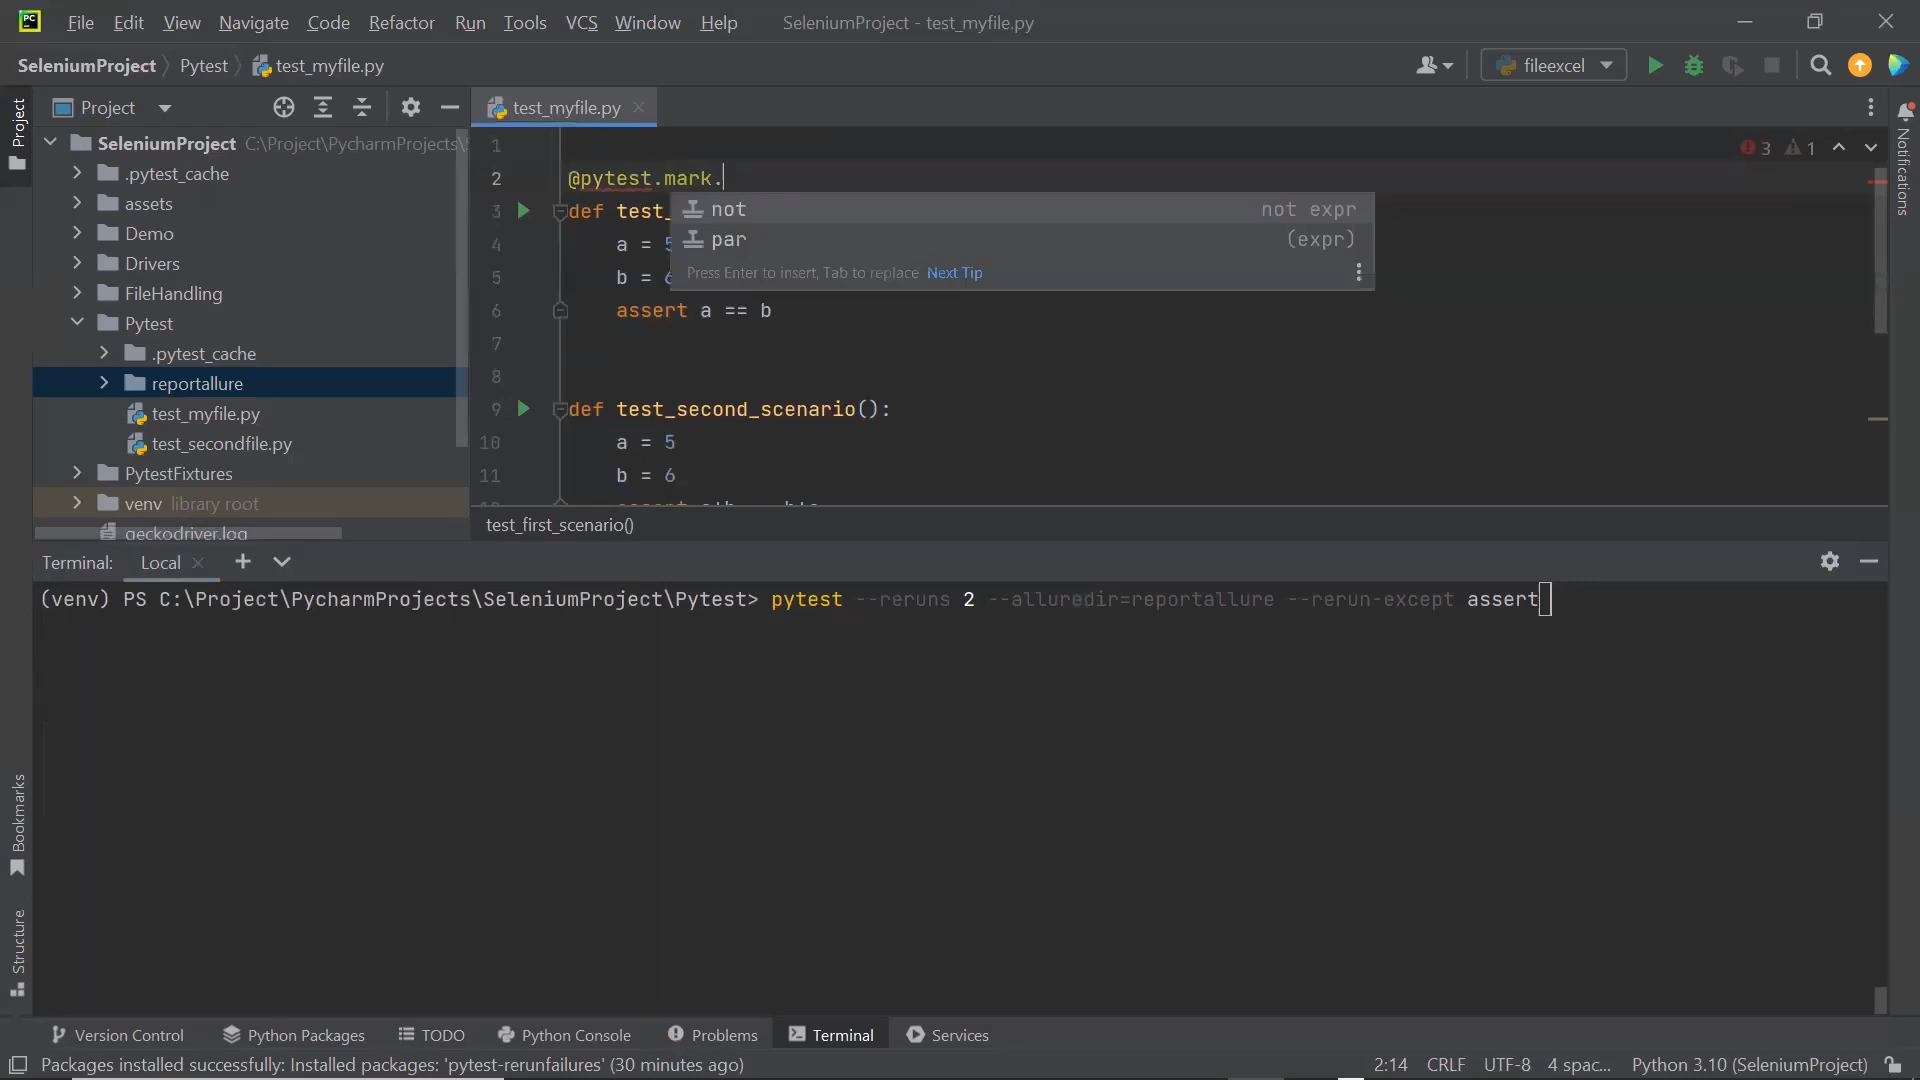 PC File Edit View Navigate Code Refactor Run Tools VCS Window Help SeleniumProject - test_myfile.py
SeleniumProject Pytest test_myfile.py fileexcel
Project
Project
test_myfile.py
SeleniumProject C:\Project\PycharmProjects\
.pytest_cache
assets
Demo
Drivers
FileHandling
Pytest
.pytest_cache
reportallure
test_myfile.py
test_secondfile.py
PytestFixtures
venv library root
geckodriver.log
1
3 1
2 @pytest.mark.
3 def test_
4 a = 5
5 b = 6
6 assert a == b
7
8
9 def test_second_scenario():
10 a = 5
11 b = 6
not not expr
par (expr)
Press Enter to insert, Tab to replace Next Tip
test_first_scenario()
Notifications
Terminal: Local
(venv) PS C:\Project\PycharmProjects\SeleniumProject\Pytest> pytest --reruns 2 --alluredir=reportallure --rerun-except assert
Bookmarks
Structure
Version Control Python Packages TODO Python Console Problems Terminal Services
Packages installed successfully: Installed packages: 'pytest-rerunfailures' (30 minutes ago) 2:14 CRLF UTF-8 4 spac... Python 3.10 (SeleniumProject)